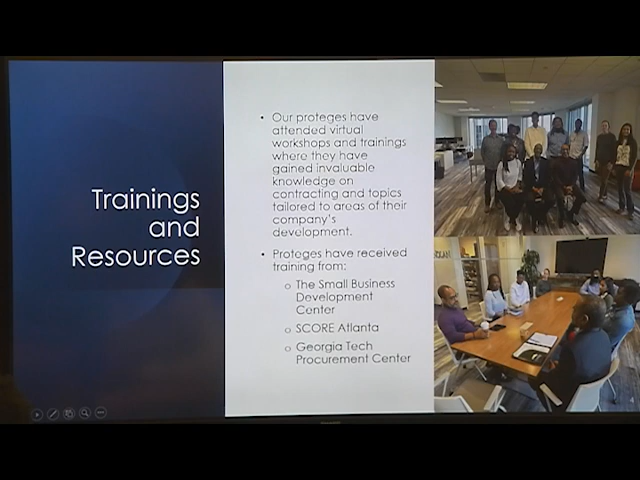 Trainings
and
Resources
• Our proteges have
attended virtual
workshops and trainings
where they have
gained invaluable
knowledge on
contracting and topics
tailored to areas of their
company's
development.
• Proteges have received
training from:
o The Small Business
Development
Center
o SCORE Atlanta
o Georgia Tech
Procurement Center